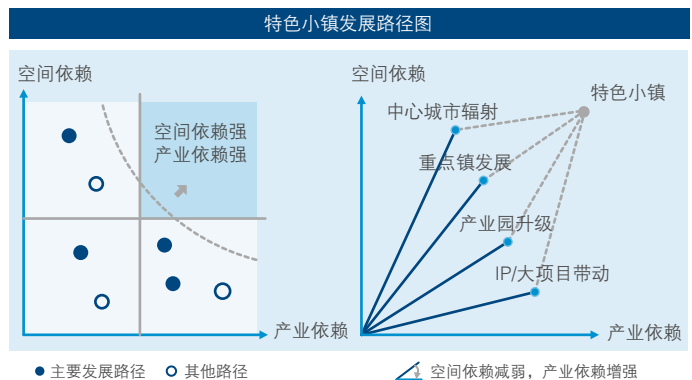 特色小镇发展路径图
空间依赖
空间依赖强
产业依赖强
产业依赖
空间依赖
特色小镇
中心城市辐射
重点镇发展
产业园升级
IP/大项目带动
产业依赖
主要发展路径
其他路径
空间依赖减弱，产业依赖增强